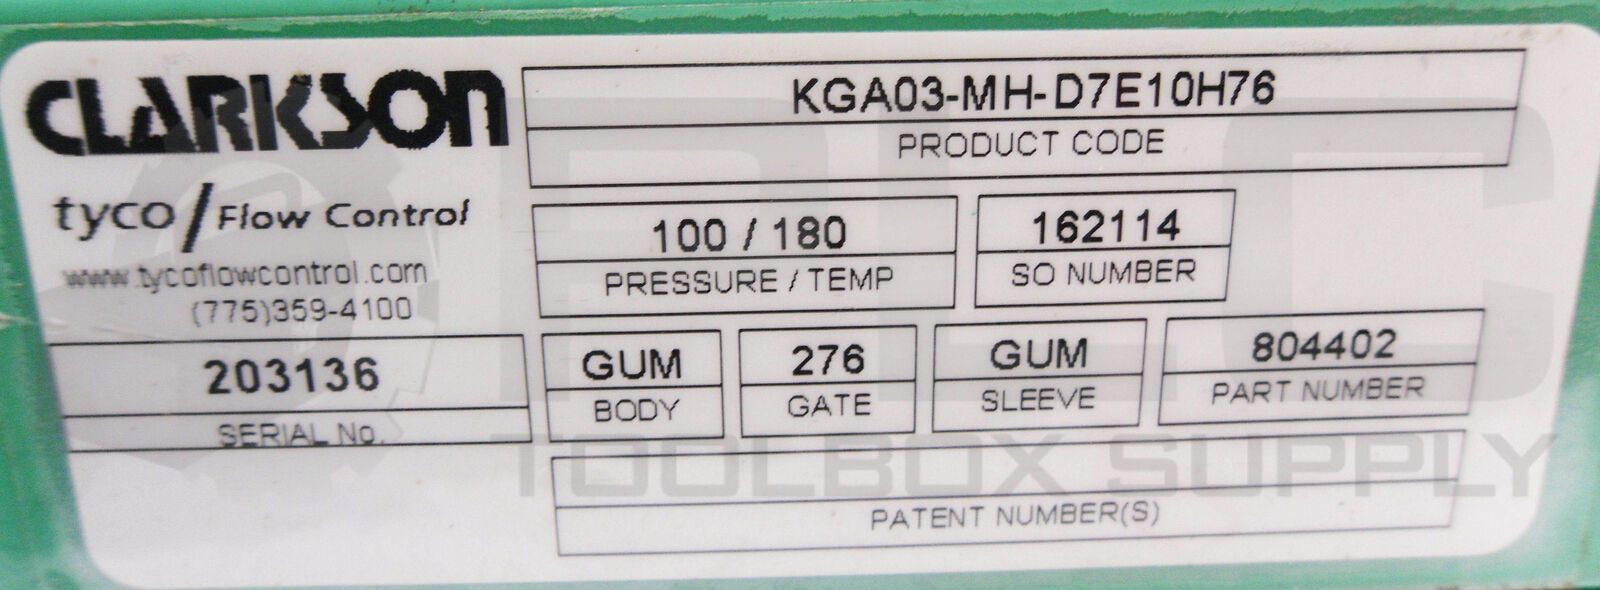 CLARKSON
tyco / Flow Control
www.tycoflowcontrol.com
(775)359-4100
KGA03-MH-D7E10H76
PRODUCT CODE
100 / 180
PRESSURE / TEMP
162114
SO NUMBER
203136
SERIAL No.
GUM
BODY
276
GATE
GUM
SLEEVE
804402
PART NUMBER
PATENT NUMBER(S)
PLC
TOOLBOX SUPPLY